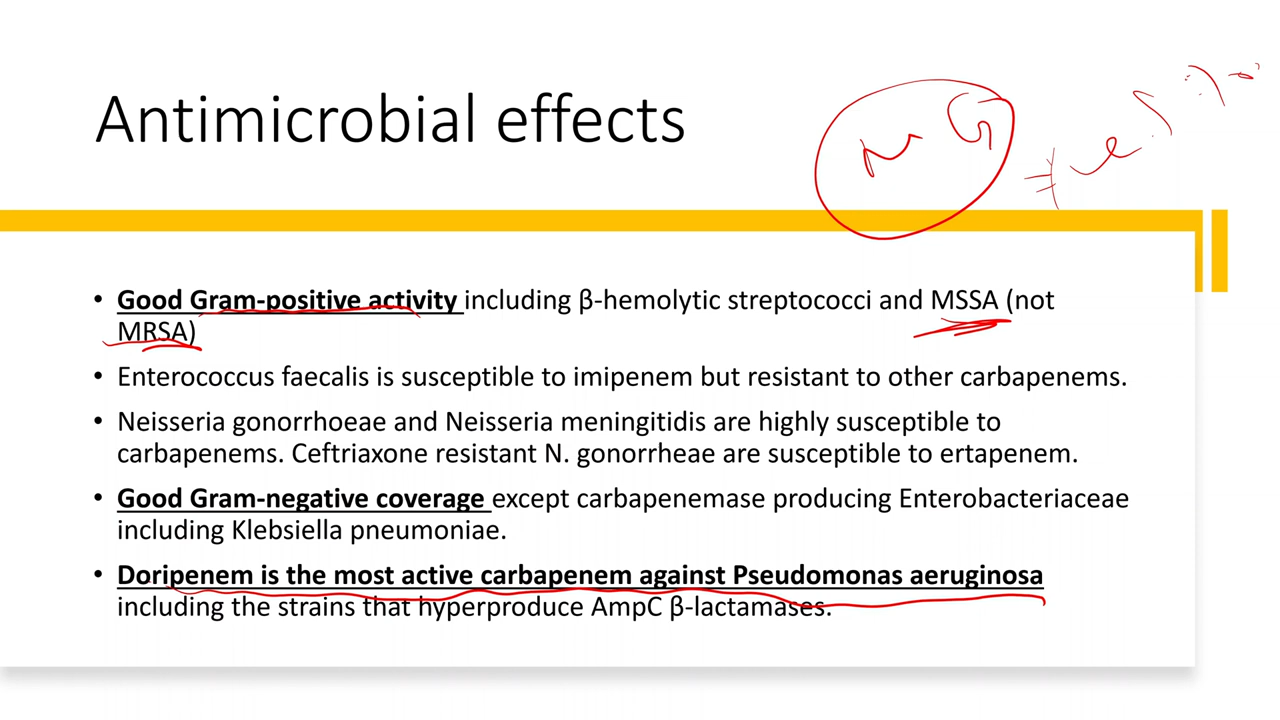 Antimicrobial effects
N G
• Good Gram-positive activity including β-hemolytic streptococci and MSSA (not
MRSA)
• Enterococcus faecalis is susceptible to imipenem but resistant to other carbapenems.
• Neisseria gonorrhoeae and Neisseria meningitidis are highly susceptible to
carbapenems. Ceftriaxone resistant N. gonorrheae are susceptible to ertapenem.
• Good Gram-negative coverage except carbapenemase producing Enterobacteriaceae
including Klebsiella pneumoniae.
• Doripenem is the most active carbapenem against Pseudomonas aeruginosa
including the strains that hyperproduce AmpC β-lactamases.